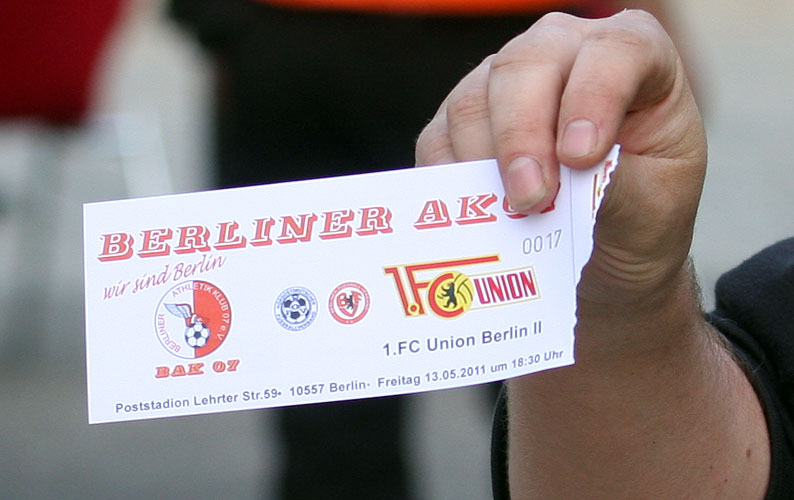 BERLINER AK
0017
wir sind Berlin
BERLINER ATHLETIK KLUB 07 e.V.
BAK 07
1.FC UNION
1.FC Union Berlin II
Poststadion Lehrter Str.59• 10557 Berlin• Freitag 13.05.2011 um 18:30 Uhr